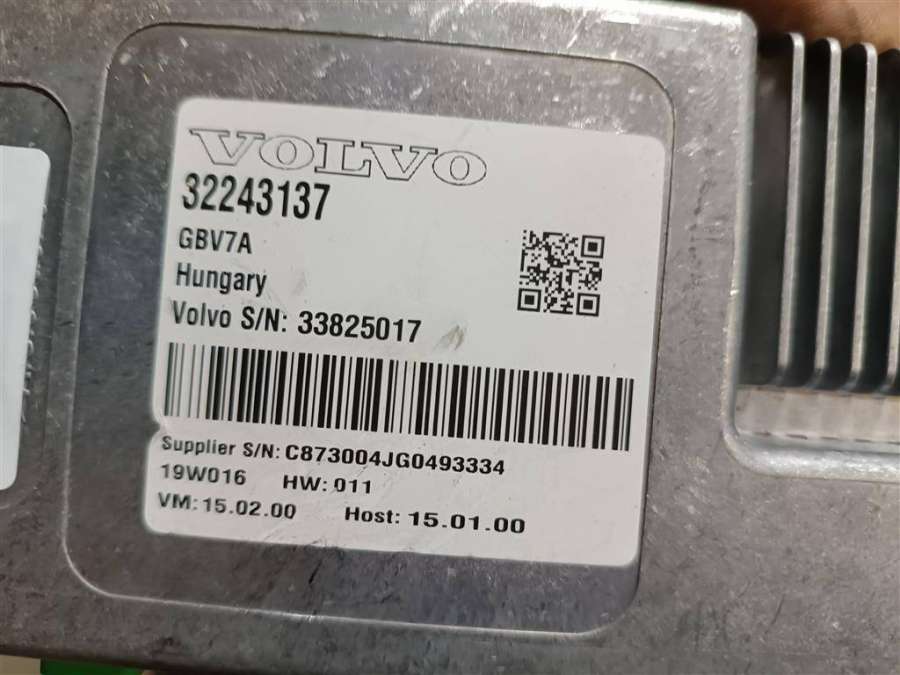 VOLVO
32243137
GBV7A
Hungary
Volvo S/N: 33825017
Supplier S/N: C873004JG0493334
19W016 HW: 011
VM: 15.02.00 Host: 15.01.00